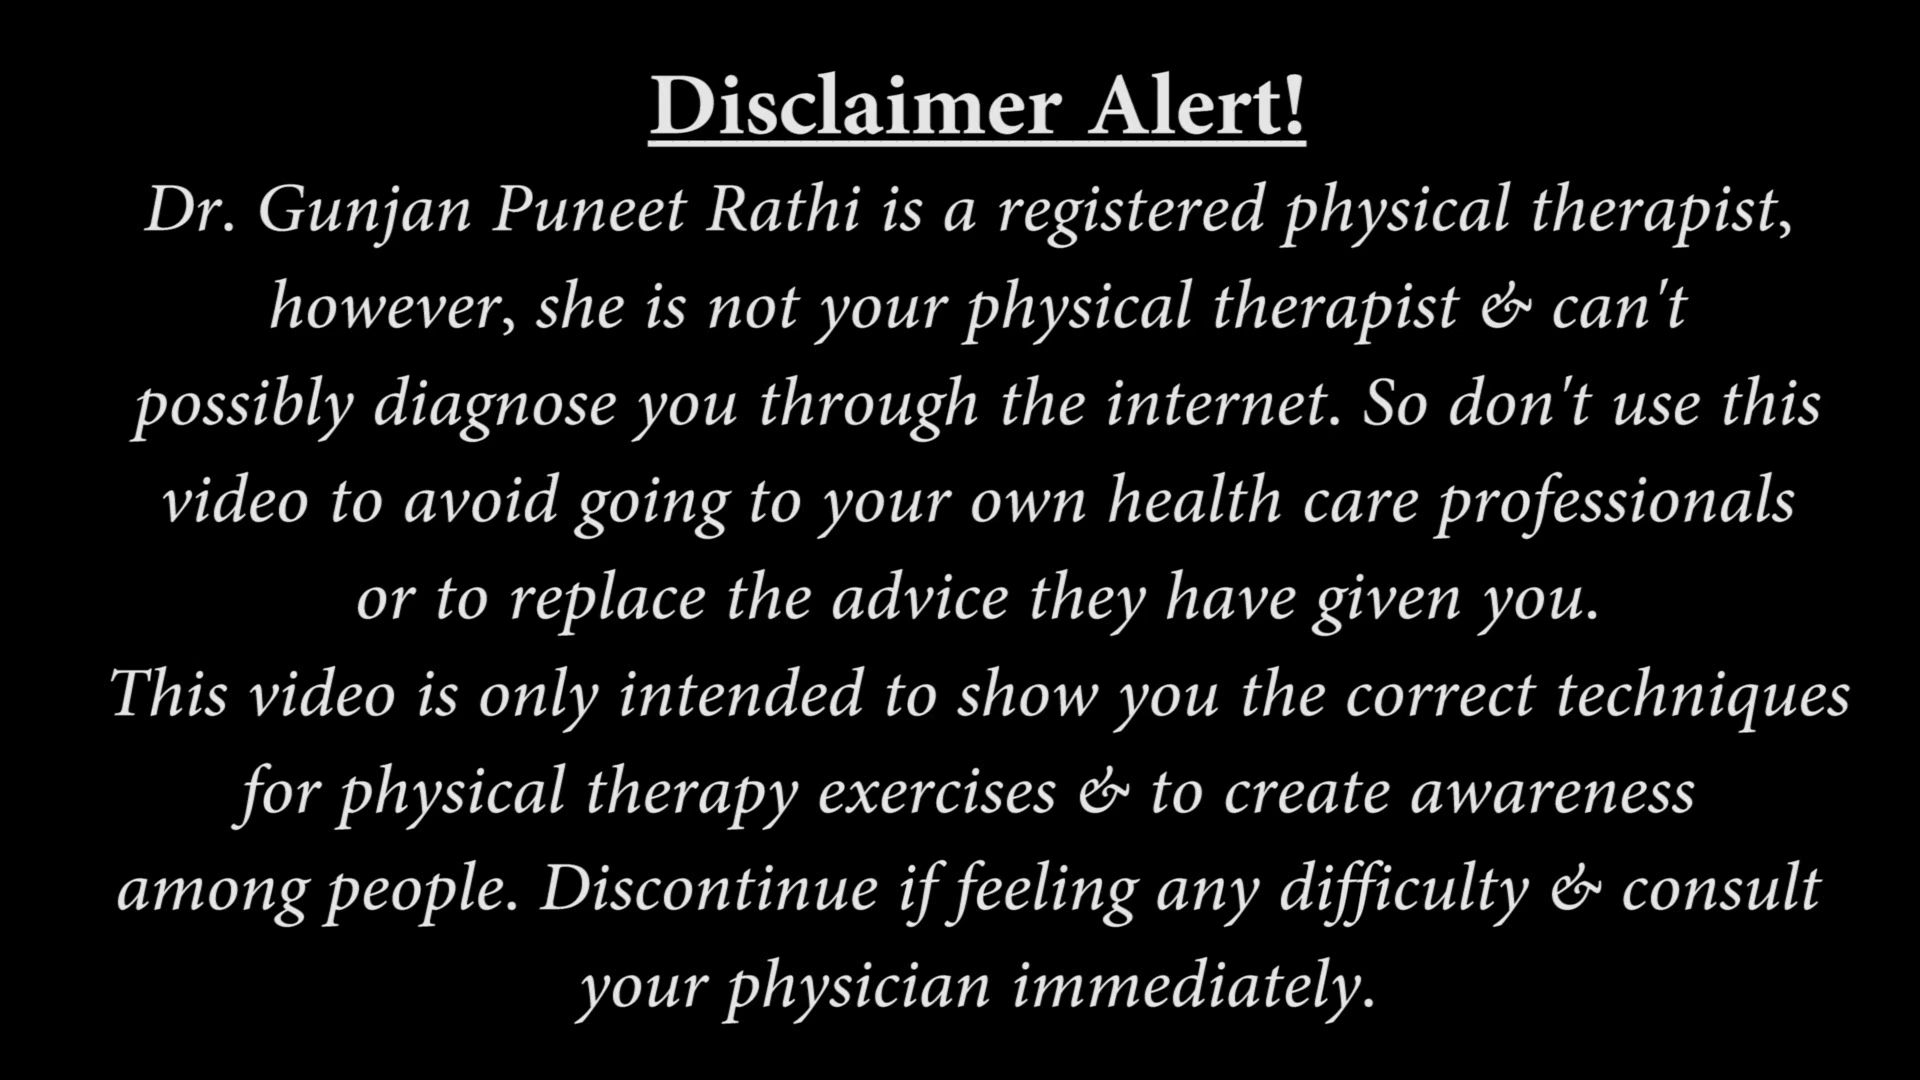 Disclaimer Alert!
Dr. Gunjan Puneet Rathi is a registered physical therapist,
however, she is not your physical therapist & can't
possibly diagnose you through the internet. So don't use this
video to avoid going to your own health care professionals
or to replace the advice they have given you.
This video is only intended to show you the correct techniques
for physical therapy exercises & to create awareness
among people. Discontinue if feeling any difficulty & consult
your physician immediately.